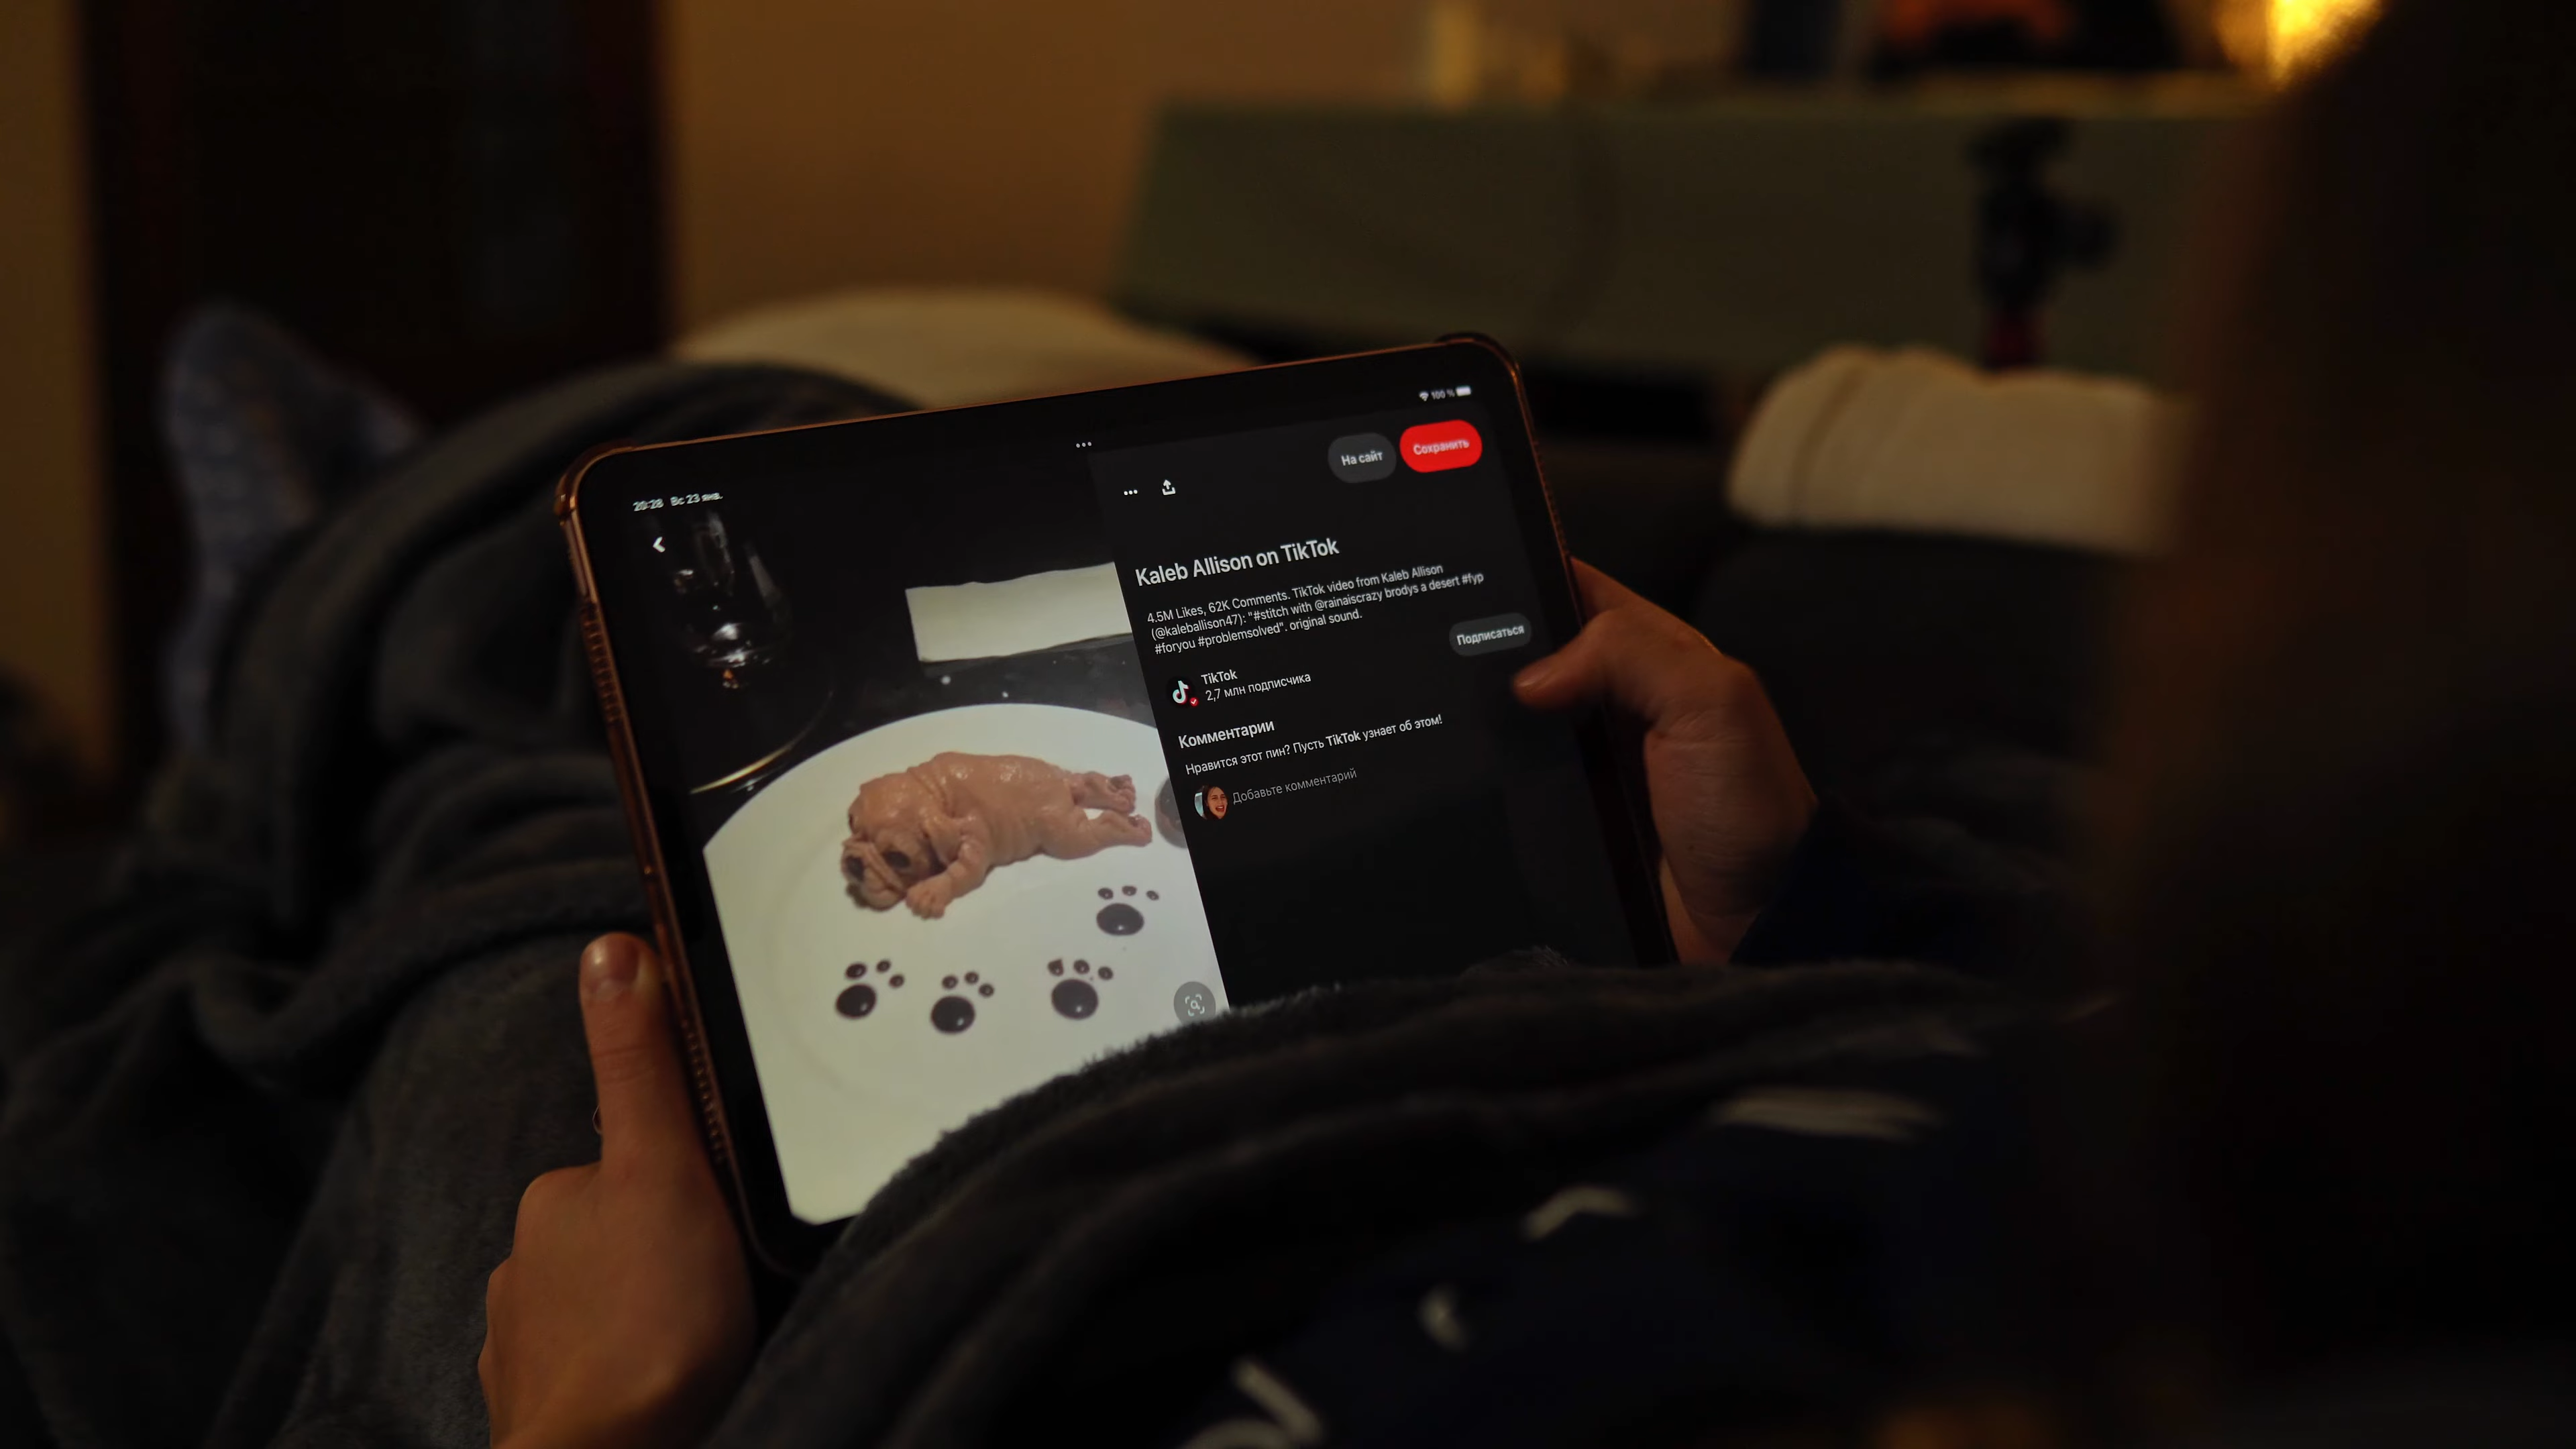 20:28 Вс 23 янв.
100 %
На сайт
Сохранить
Kaleb Allison on TikTok
4.5M Likes, 62K Comments. TikTok video from Kaleb Allison
(@kaleballison47): "#stitch with @rainaiscrazy brodys a desert #fyp
#foryou #problemsolved". original sound.
TikTok
2,7 млн подписчика
Подписаться
Комментарии
Нравится этот пин? Пусть TikTok узнает об этом!
Добавьте комментарий